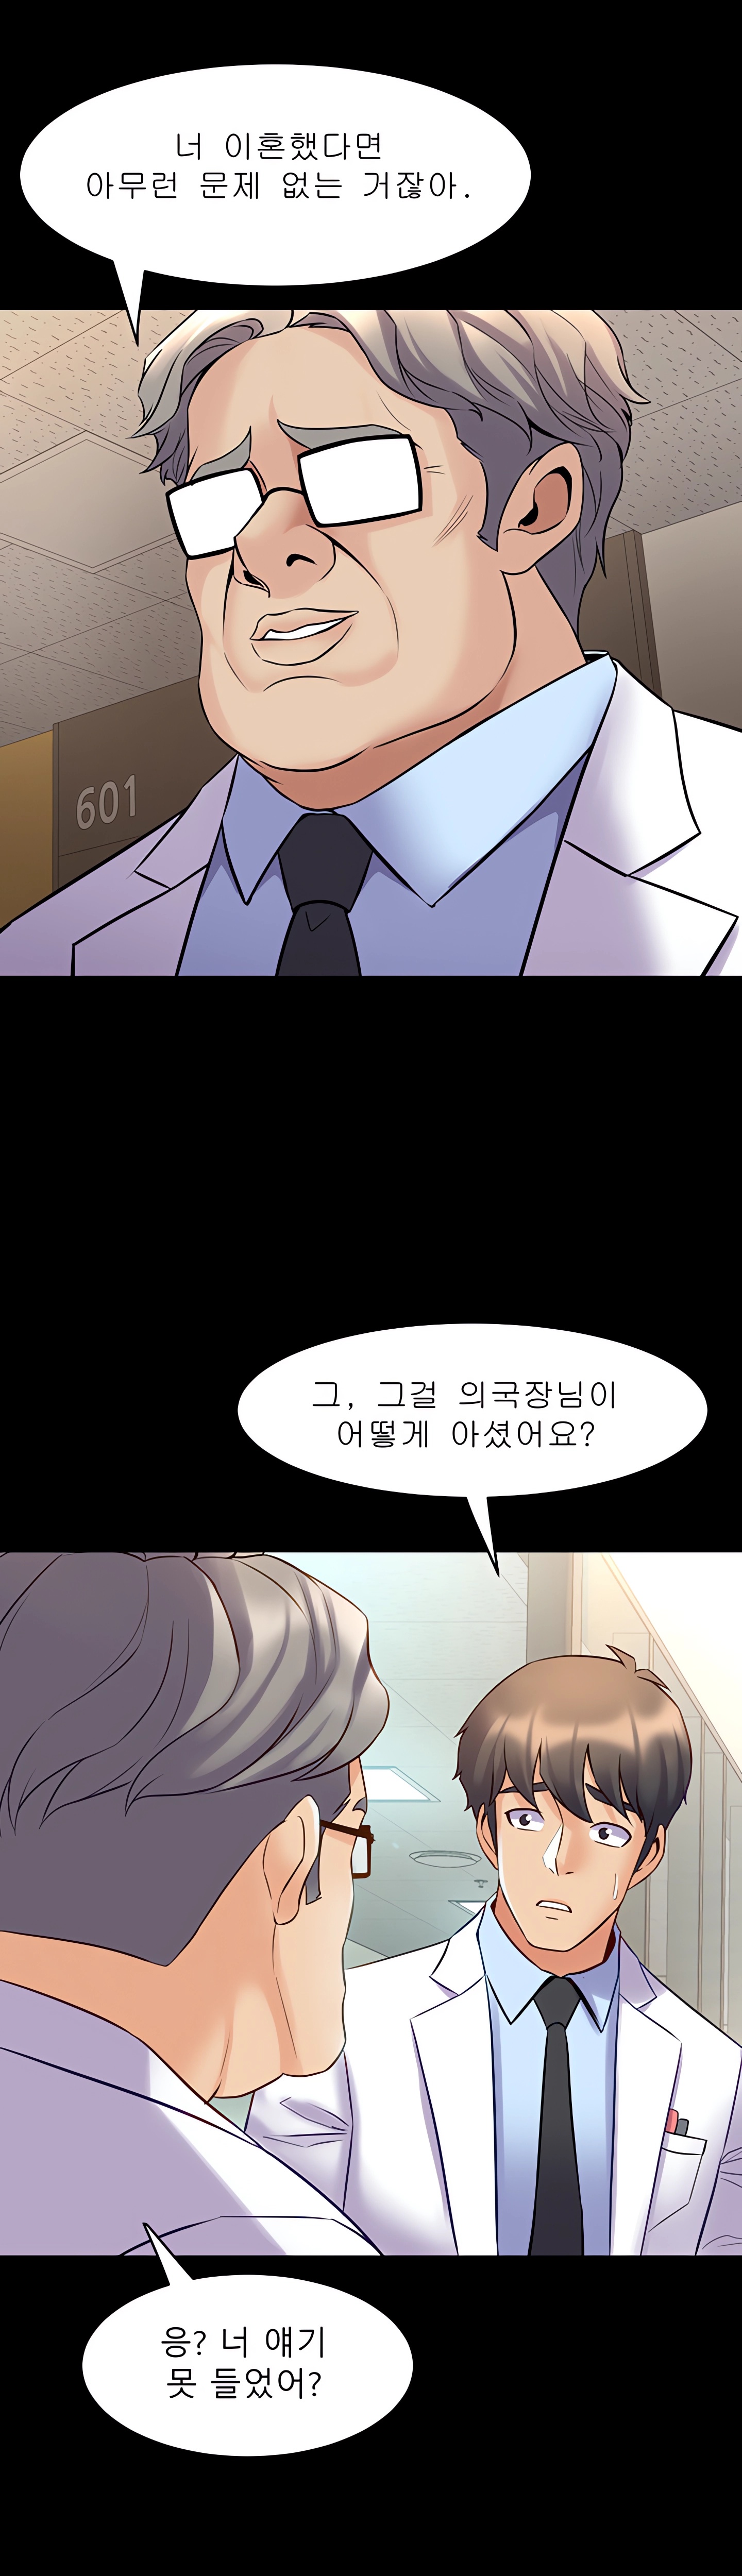 너 이혼했다면
아무런 문제 없는 거잖아.
601
그, 그걸 의국장님이
어떻게 아셨어요?
응? 너 얘기
못 들었어?